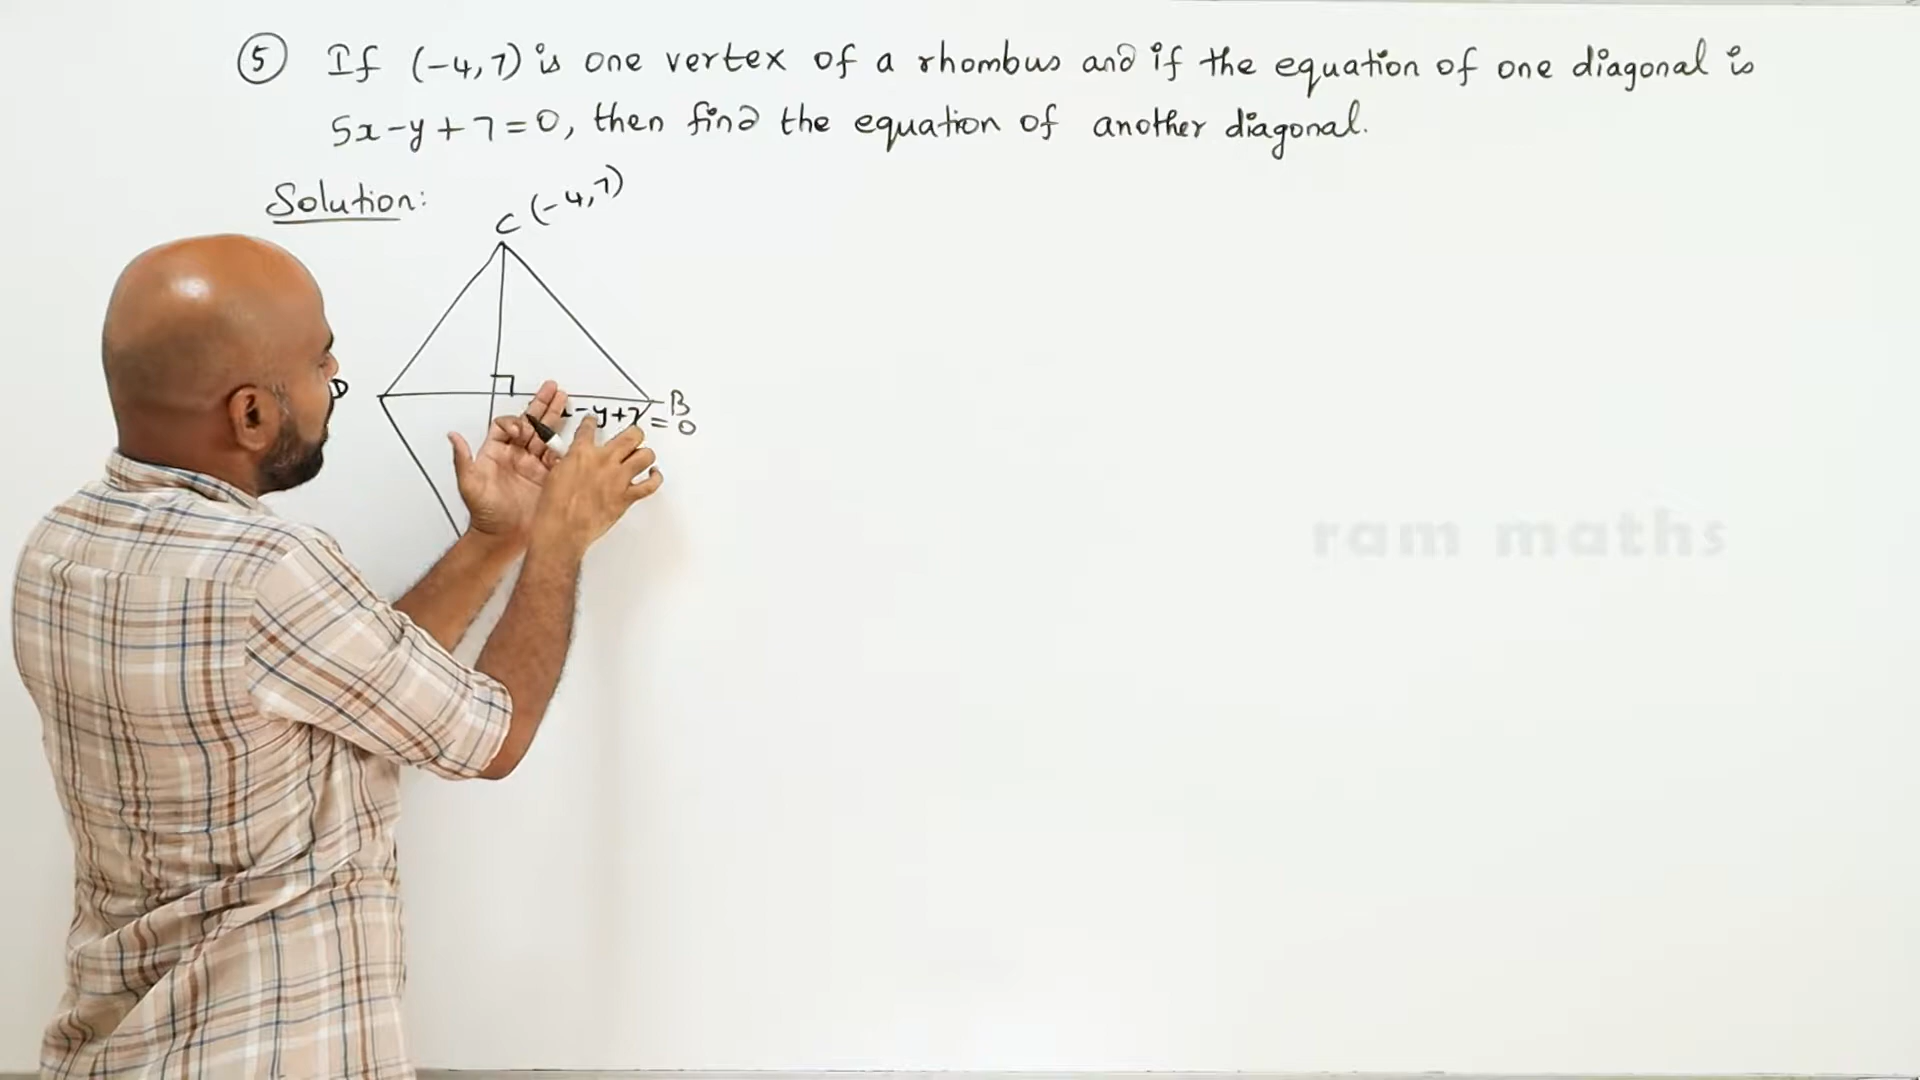 5 If (-4,7) is one vertex of a rhombus and if the equation of one diagonal is
5x-y+7=0, then find the equation of another diagonal.
Solution:
C (-4,7)
D
B
-y+7=0
ram maths